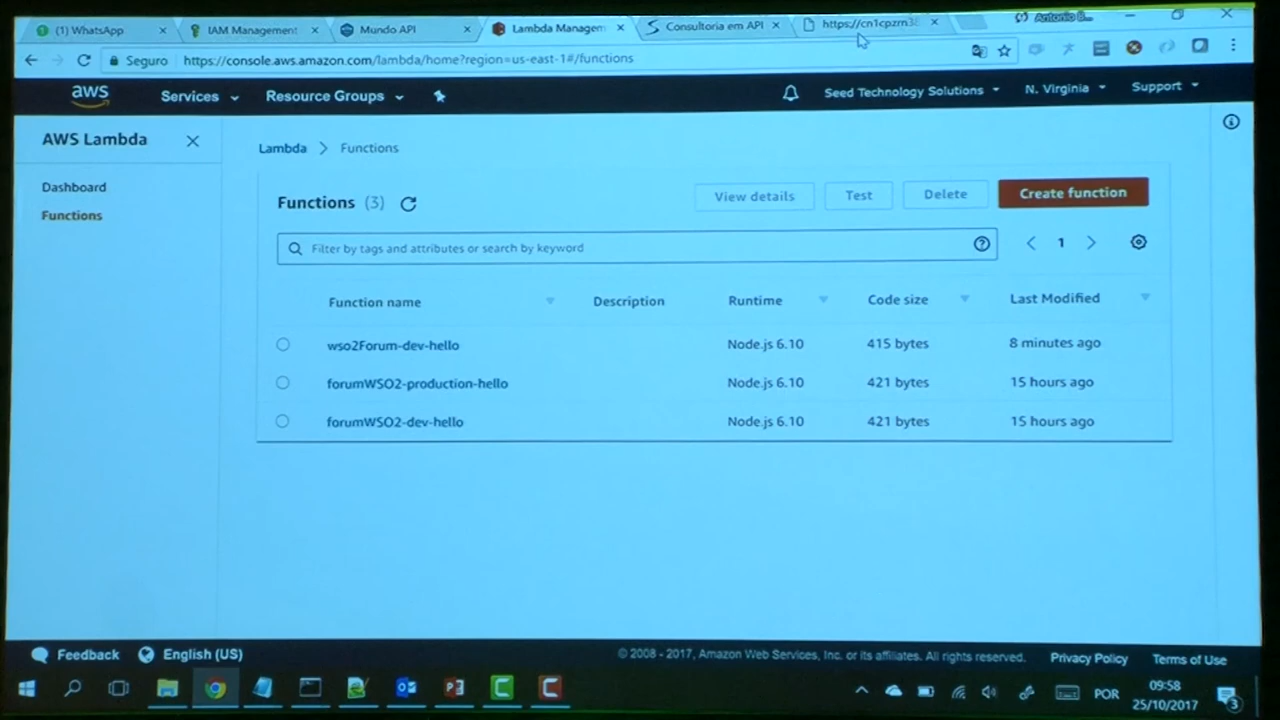 (1) WhatsApp
IAM Management
Mundo API
Lambda Managem
Consultoria em API
https://cn1cpzrn38
Antonio B...
Seguro https://console.aws.amazon.com/lambda/home?region=us-east-1#/functions
aws Services Resource Groups Seed Technology Solutions N. Virginia Support
AWS Lambda
Dashboard
Functions
Lambda > Functions
Functions (3) View details Test Delete Create function
Filter by tags and attributes or search by keyword
1
Function name Description Runtime Code size Last Modified
wso2Forum-dev-hello Node.js 6.10 415 bytes 8 minutes ago
forumWSO2-production-hello Node.js 6.10 421 bytes 15 hours ago
forumWSO2-dev-hello Node.js 6.10 421 bytes 15 hours ago
Feedback English (US) © 2008 - 2017, Amazon Web Services, Inc. or its affiliates. All rights reserved. Privacy Policy Terms of Use
POR
09:58
25/10/2017
3